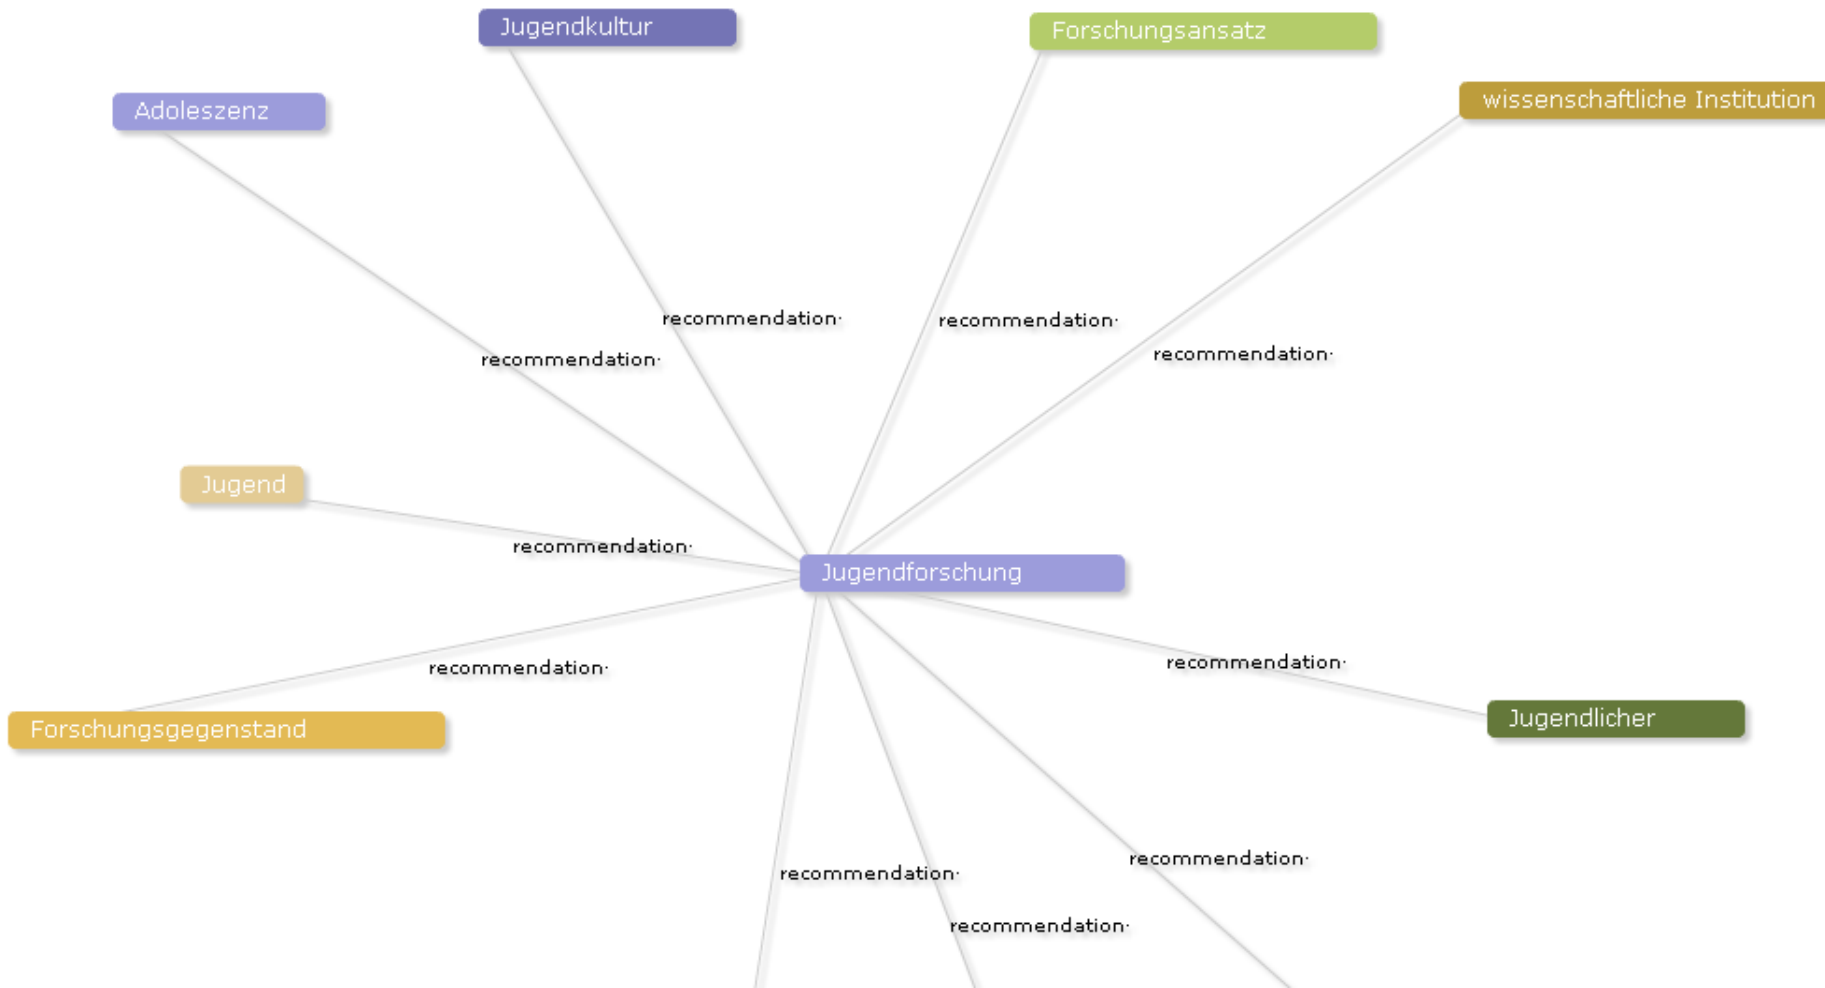 Jugendkultur
Forschungsansatz
wissenschaftliche Institution
Adoleszenz
recommendation·
recommendation·
recommendation·
recommendation·
Jugend
recommendation·
Jugendforschung
recommendation·
recommendation·
Jugendlicher
Forschungsgegenstand
recommendation·
recommendation·
recommendation·